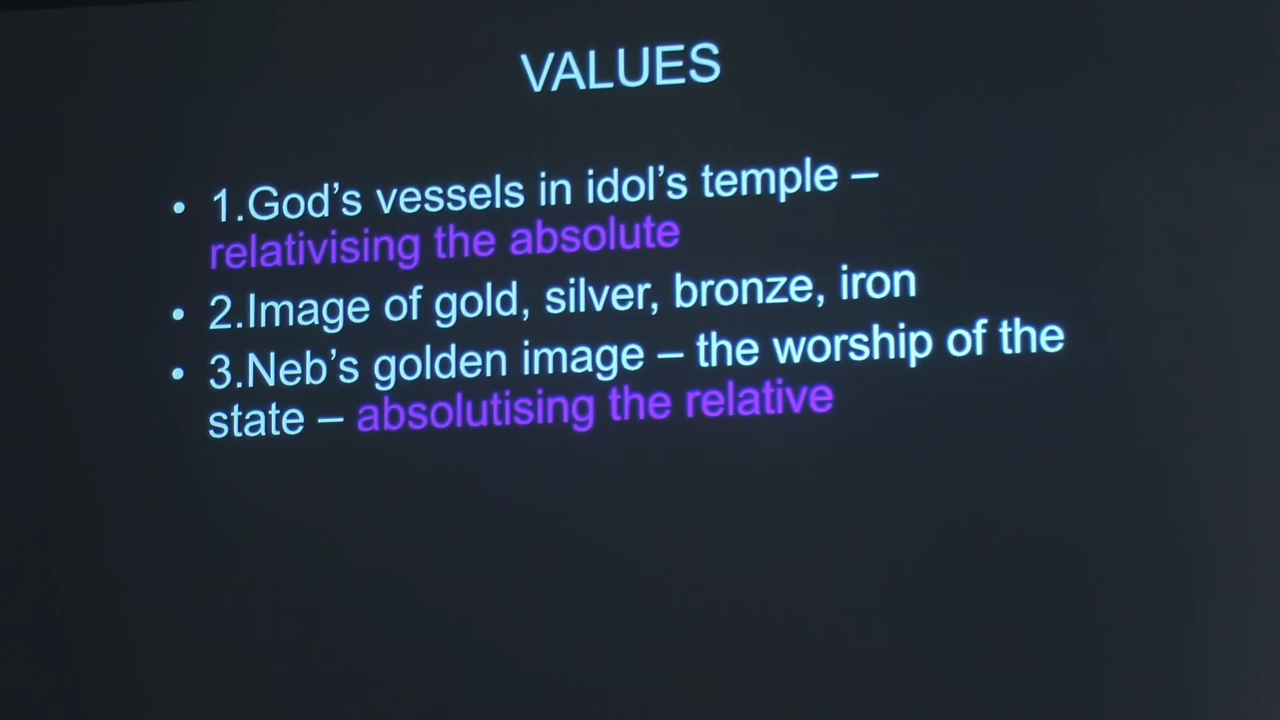 VALUES
• 1.God’s vessels in idol’s temple –
relativising the absolute
• 2.Image of gold, silver, bronze, iron
• 3.Neb’s golden image – the worship of the
state – absolutising the relative